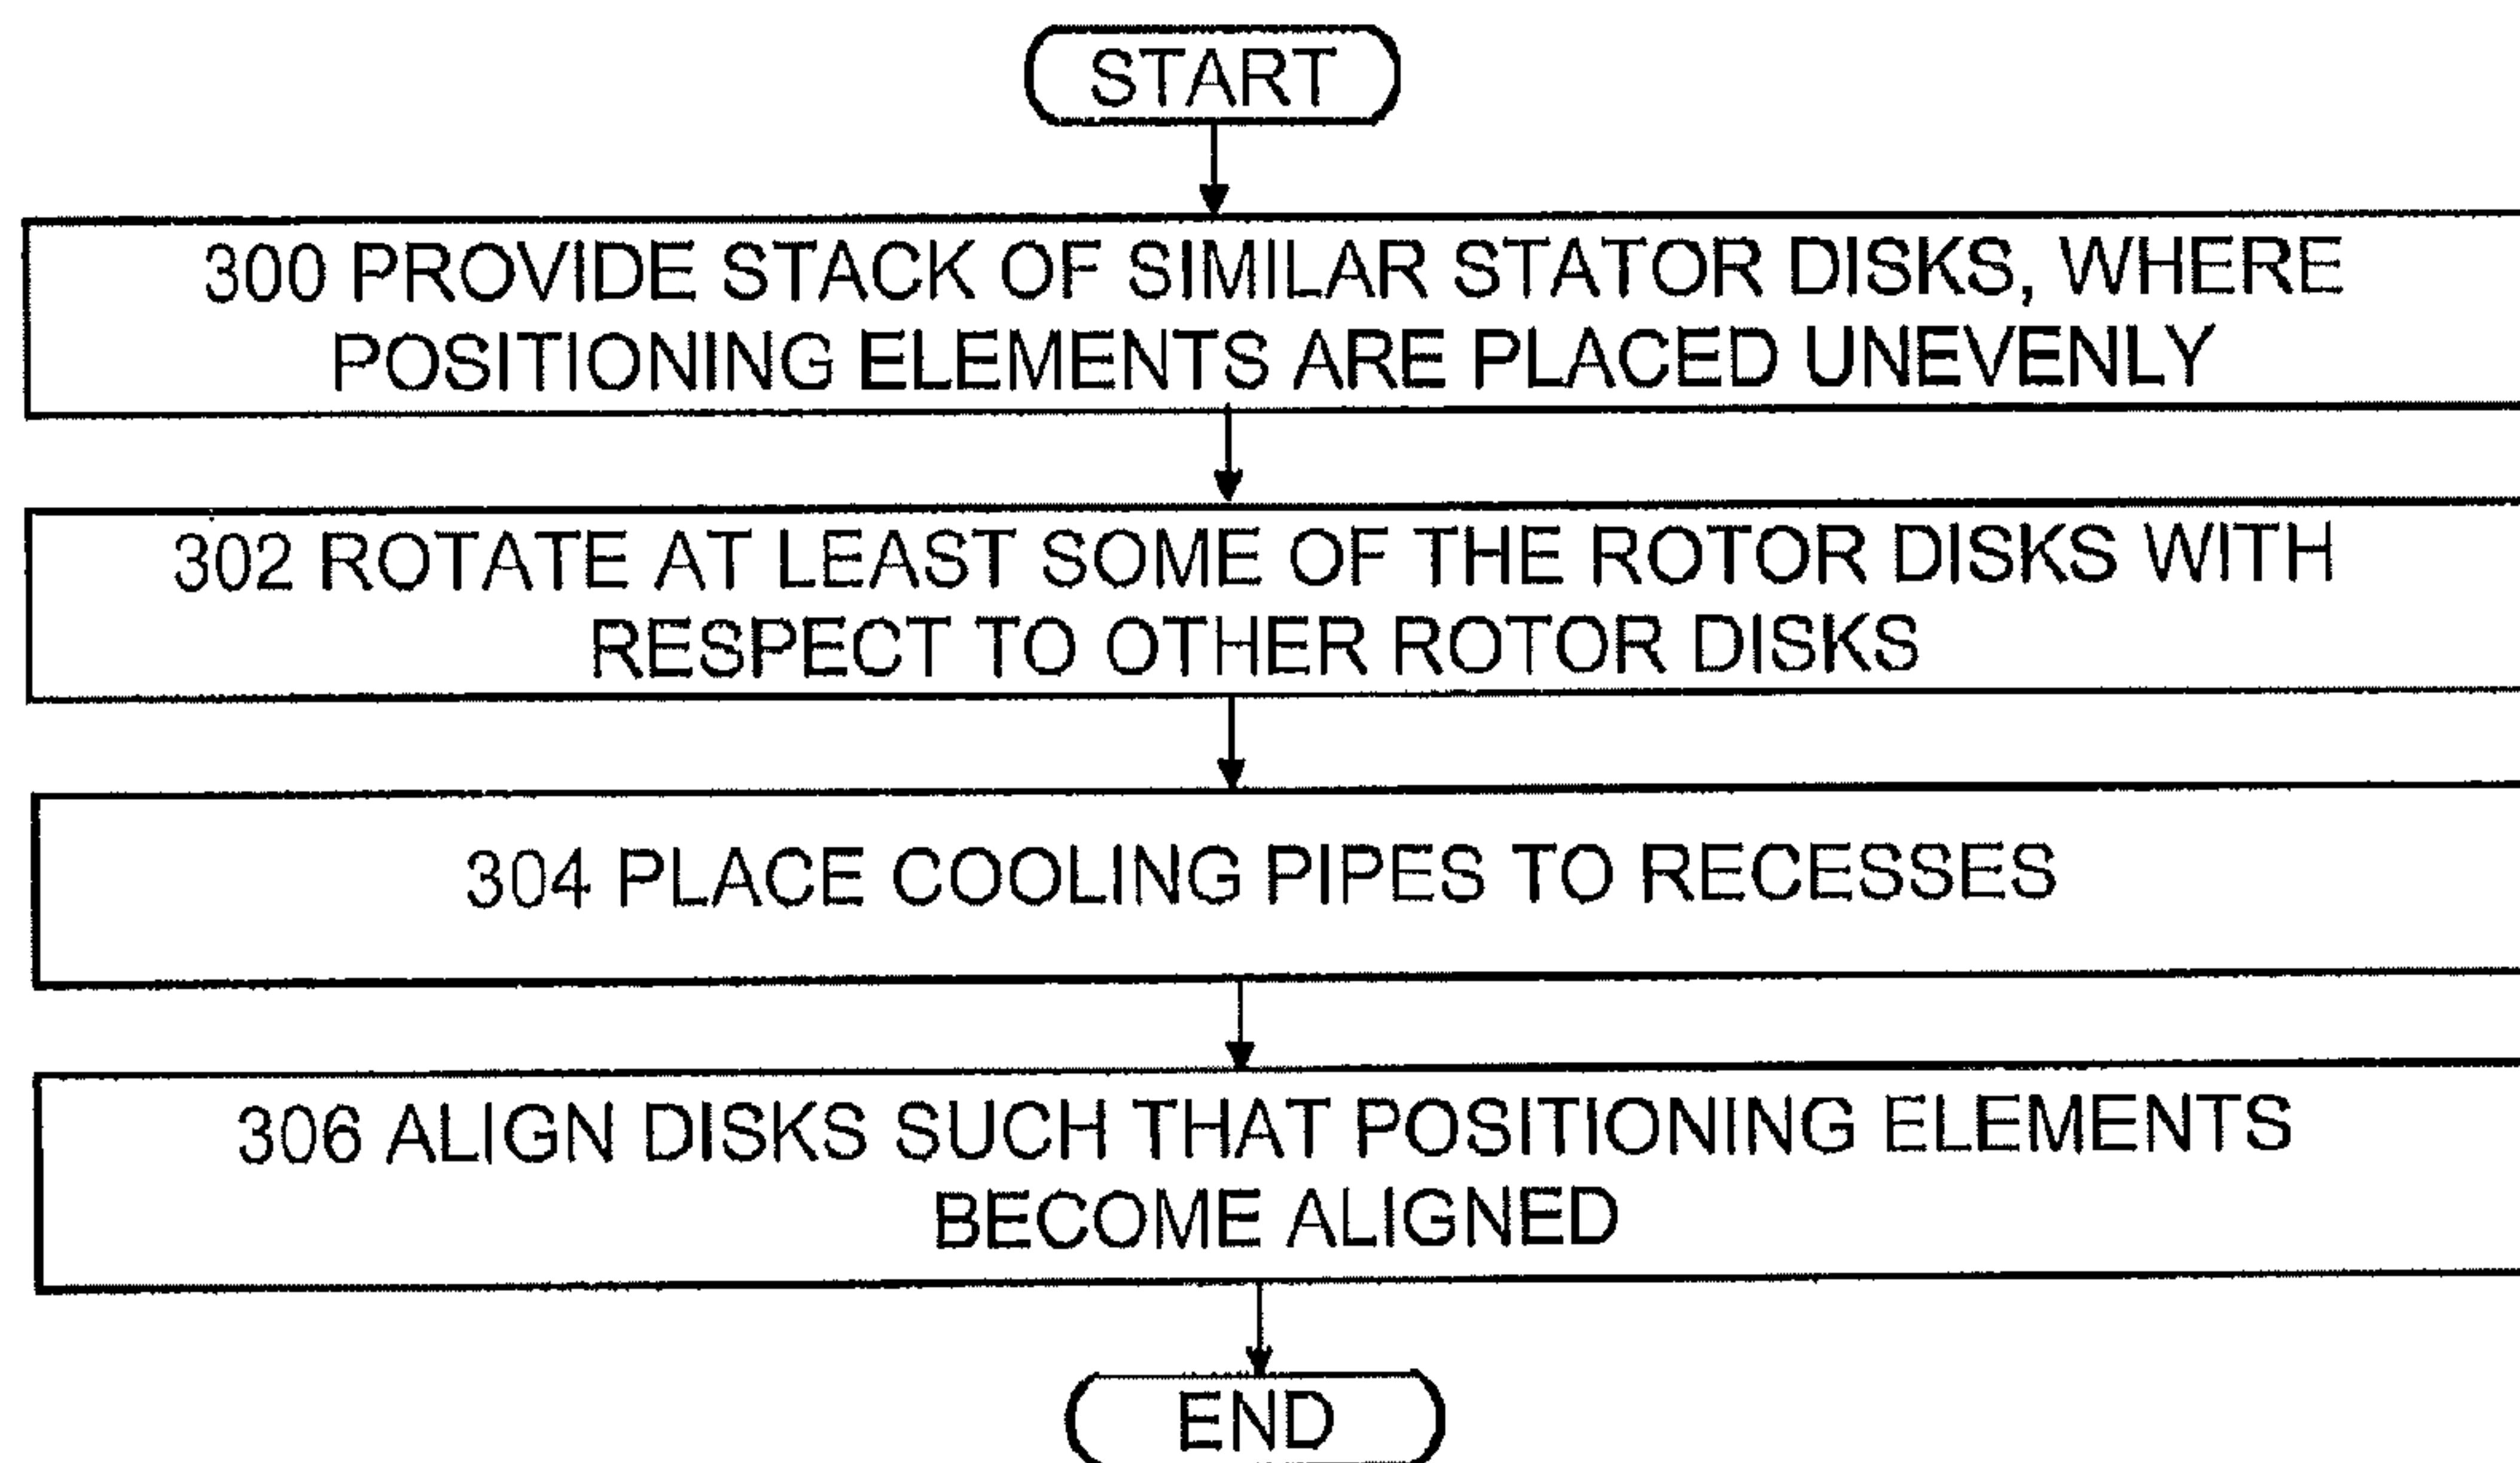 START
300 PROVIDE STACK OF SIMILAR STATOR DISKS, WHERE
POSITIONING ELEMENTS ARE PLACED UNEVENLY
302 ROTATE AT LEAST SOME OF THE ROTOR DISKS WITH
RESPECT TO OTHER ROTOR DISKS
304 PLACE COOLING PIPES TO RECESSES
306 ALIGN DISKS SUCH THAT POSITIONING ELEMENTS
BECOME ALIGNED
END